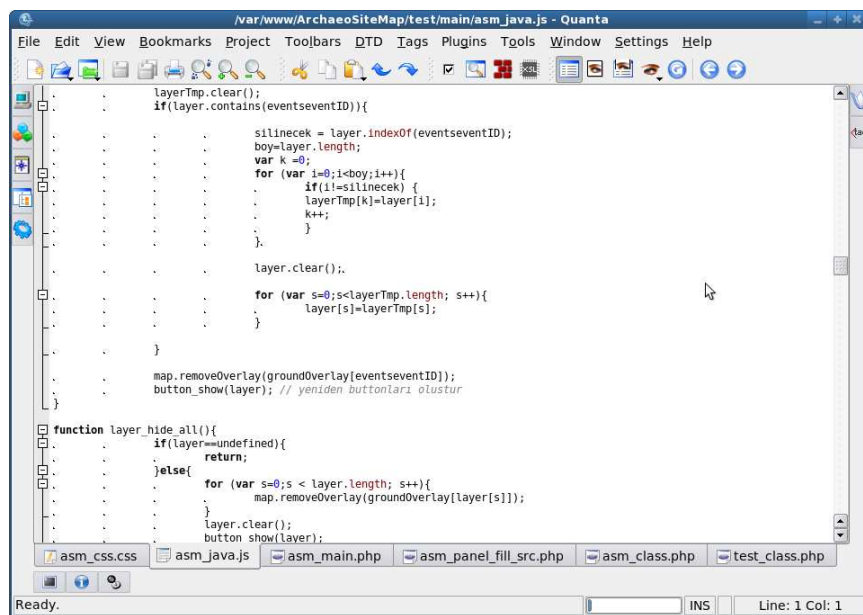 /var/www/ArchaeoSiteMap/test/main/asm_java.js - Quanta
File Edit View Bookmarks Project Toolbars DTD Tags Plugins Tools Window Settings Help
layerTmp.clear();
if(layer.contains(eventseventID)){
silinecek = layer.indexOf(eventseventID);
boy=layer.length;
var k =0;
for (var i=0;i<boy;i++){
if(i!=silinecek) {
layerTmp[k]=layer[i];
k++;
}
}
layer.clear();
for (var s=0;s<layerTmp.length; s++){
layer[s]=layerTmp[s];
}
}
map.removeOverlay(groundOverlay[eventseventID]);
button_show(layer); // yeniden buttonları olustur
}
function layer_hide_all(){
if(layer==undefined){
return;
}else{
for (var s=0;s < layer.length; s++){
map.removeOverlay(groundOverlay[layer[s]]);
}
layer.clear();
button_show(layer);
asm_css.css asm_java.js asm_main.php asm_panel_fill_src.php asm_class.php test_class.php
Ready. INS Line: 1 Col: 1